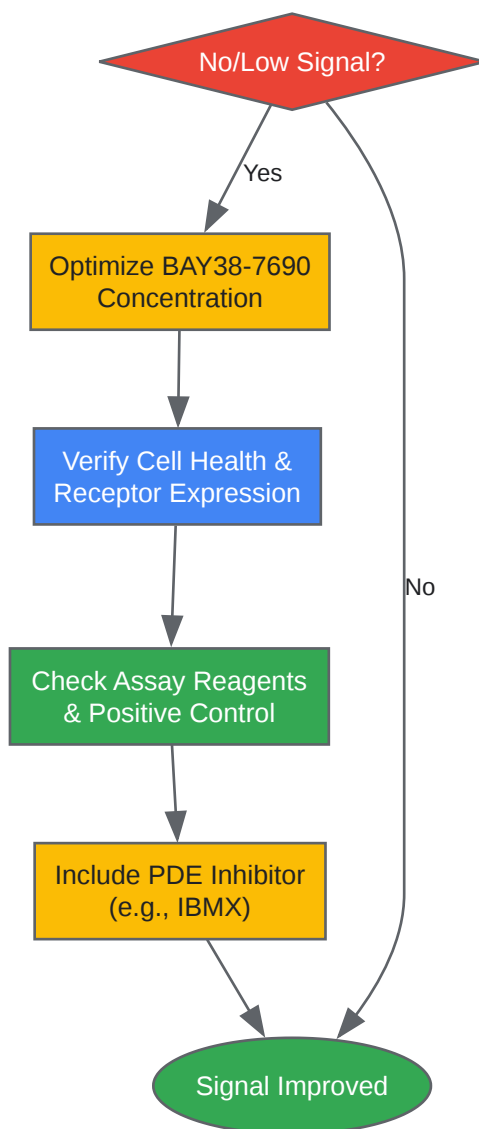 No/Low Signal?
Yes
Optimize BAY38-7690
Concentration
Verify Cell Health &
Receptor Expression
No
Check Assay Reagents
& Positive Control
Include PDE Inhibitor
(e.g., IBMX)
Signal Improved